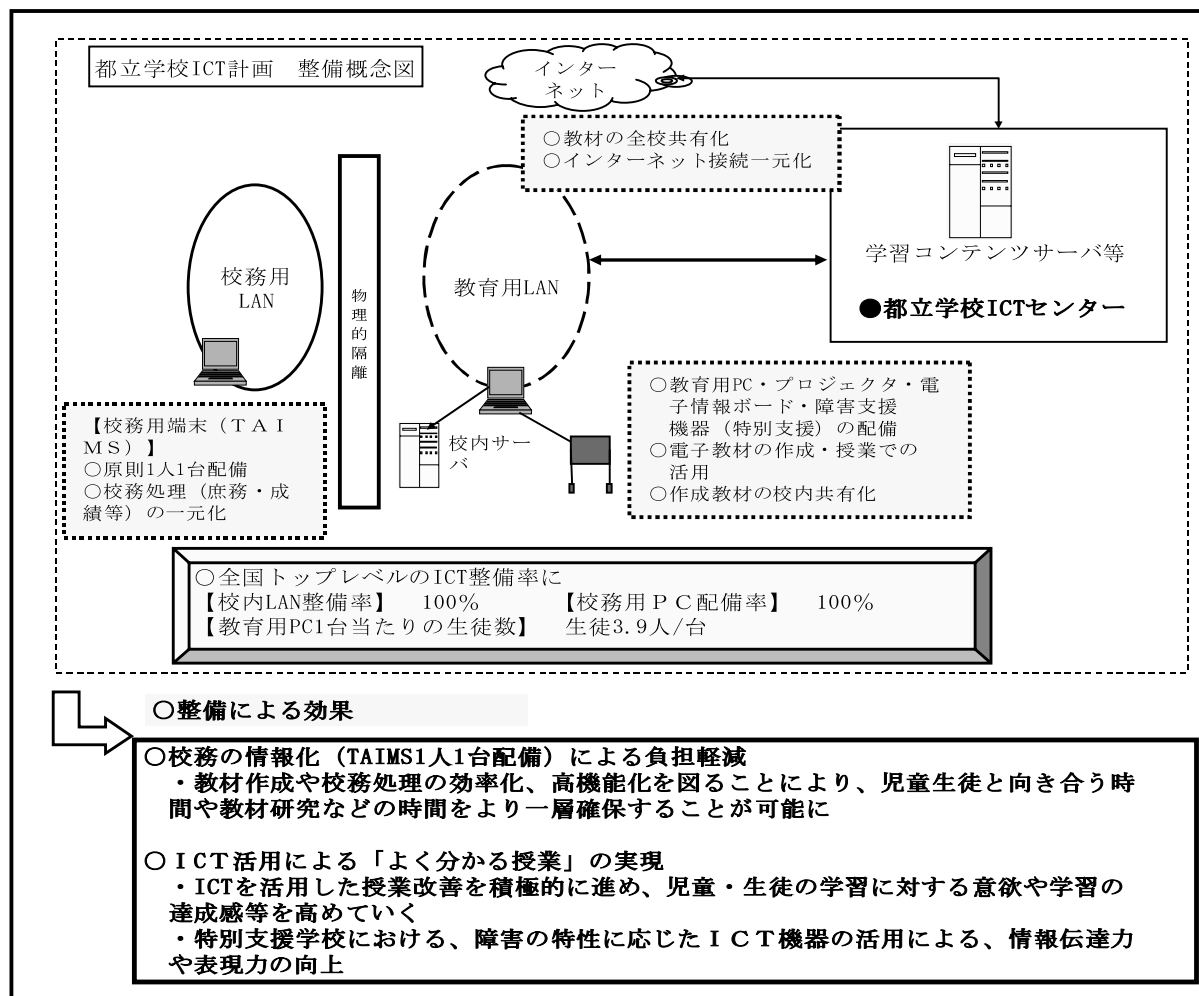 都立学校ICT計画　整備概念図
インター
ネット
○教材の全校共有化
○インターネット接続一元化
学習コンテンツサーバ等
●都立学校ICTセンター
校務用
LAN
物理的隔離
教育用LAN
校内サー
バ
【校務用端末（ＴＡＩ
ＭＳ）】
○原則1人1台配備
○校務処理（庶務・成
績等）の一元化
○教育用PC・プロジェクタ・電
子情報ボード・障害支援
機器（特別支援）の配備
○電子教材の作成・授業での
活用
○作成教材の校内共有化
○全国トップレベルのICT整備率に
【校内LAN整備率】　100%　　　【校務用ＰＣ配備率】　100%
【教育用PC1台当たりの生徒数】　生徒3.9人/台
○整備による効果
○校務の情報化（TAIMS1人1台配備）による負担軽減
・教材作成や校務処理の効率化、高機能化を図ることにより、児童生徒と向き合う時
間や教材研究などの時間をより一層確保することが可能に
○ＩＣＴ活用による「よく分かる授業」の実現
・ICTを活用した授業改善を積極的に進め、児童・生徒の学習に対する意欲や学習の
達成感等を高めていく
・特別支援学校における、障害の特性に応じたＩＣＴ機器の活用による、情報伝達力
や表現力の向上